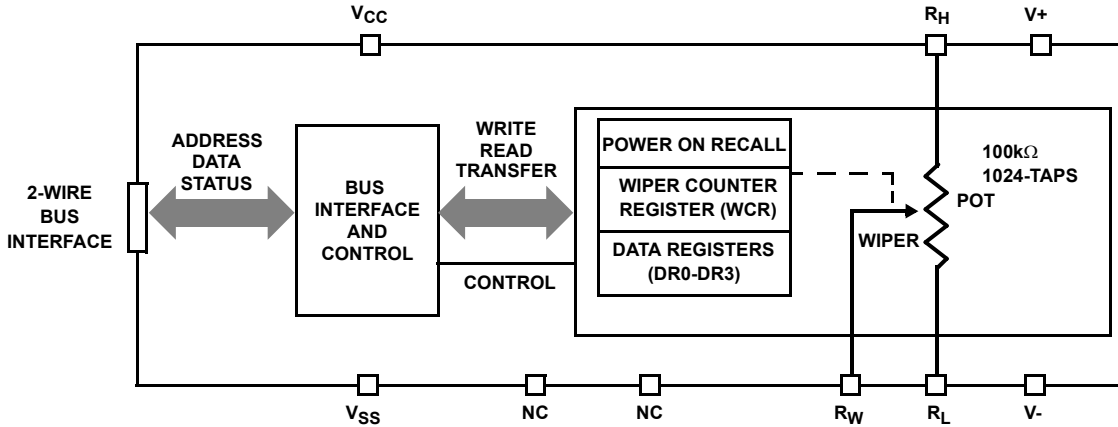 VCC
RH
V+
ADDRESS
DATA
STATUS
2-WIRE
BUS
INTERFACE
BUS
INTERFACE
AND
CONTROL
WRITE
READ
TRANSFER
CONTROL
POWER ON RECALL
WIPER COUNTER
REGISTER (WCR)
DATA REGISTERS
(DR0-DR3)
100kΩ
1024-TAPS
POT
WIPER
VSS
NC
NC
RW
RL
V-